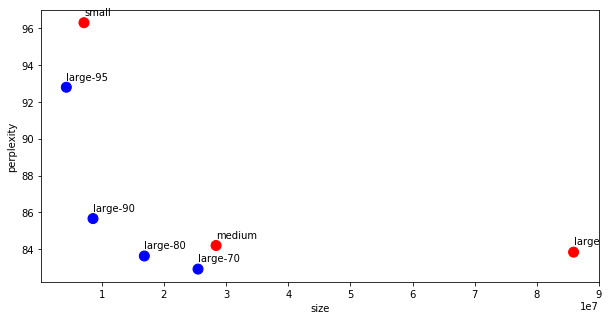 small
96
large-95
94
92
perplexity
90
88
large-90
86
medium
large
large-80
84
large-70
1 2 3 4 5 6 7 8 9
size
1e7